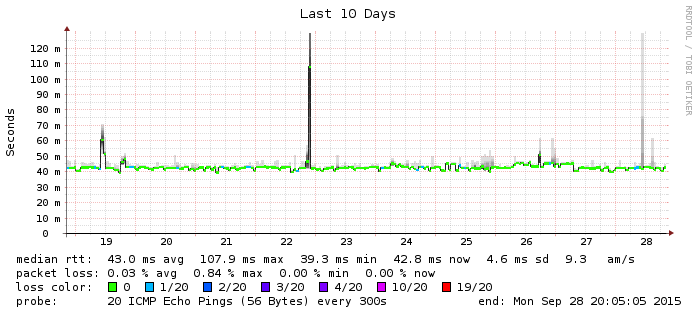 Last 10 Days
RRDTOOL / TOBI OETIKER
Seconds
120 m
110 m
100 m
90 m
80 m
70 m
60 m
50 m
40 m
30 m
20 m
10 m
0
19 20 21 22 23 24 25 26 27 28
median rtt: 43.0 ms avg 107.9 ms max 39.3 ms min 42.8 ms now 4.6 ms sd 9.3 am/s
packet loss: 0.03 % avg 0.84 % max 0.00 % min 0.00 % now
loss color: 0 1/20 2/20 3/20 4/20 10/20 19/20
probe: 20 ICMP Echo Pings (56 Bytes) every 300s end: Mon Sep 28 20:05:05 2015